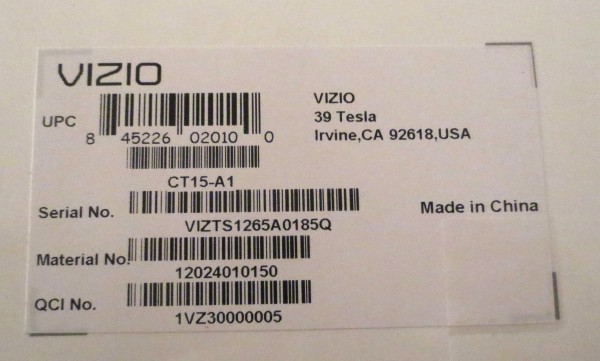 VIZIO
UPC
8 45226 02010 0
VIZIO
39 Tesla
Irvine,CA 92618,USA
CT15-A1
Serial No.
VIZTS1265A0185Q
Made in China
Material No.
12024010150
QCI No.
1VZ30000005